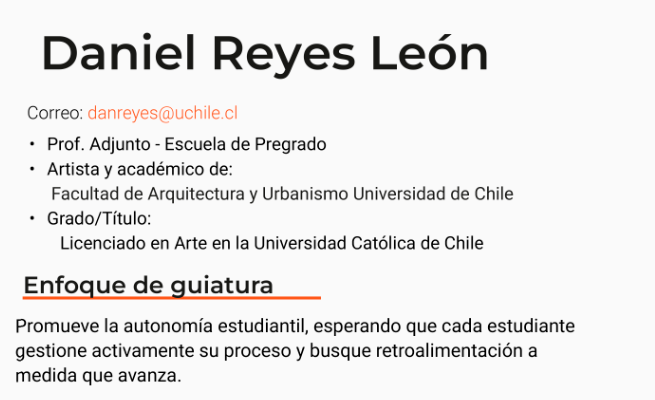 Daniel Reyes León
Correo: danreyes@uchile.cl
• Prof. Adjunto - Escuela de Pregrado
• Artista y académico de:
Facultad de Arquitectura y Urbanismo Universidad de Chile
• Grado/Título:
Licenciado en Arte en la Universidad Católica de Chile
Enfoque de guiatura
Promueve la autonomía estudiantil, esperando que cada estudiante
gestione activamente su proceso y busque retroalimentación a
medida que avanza.